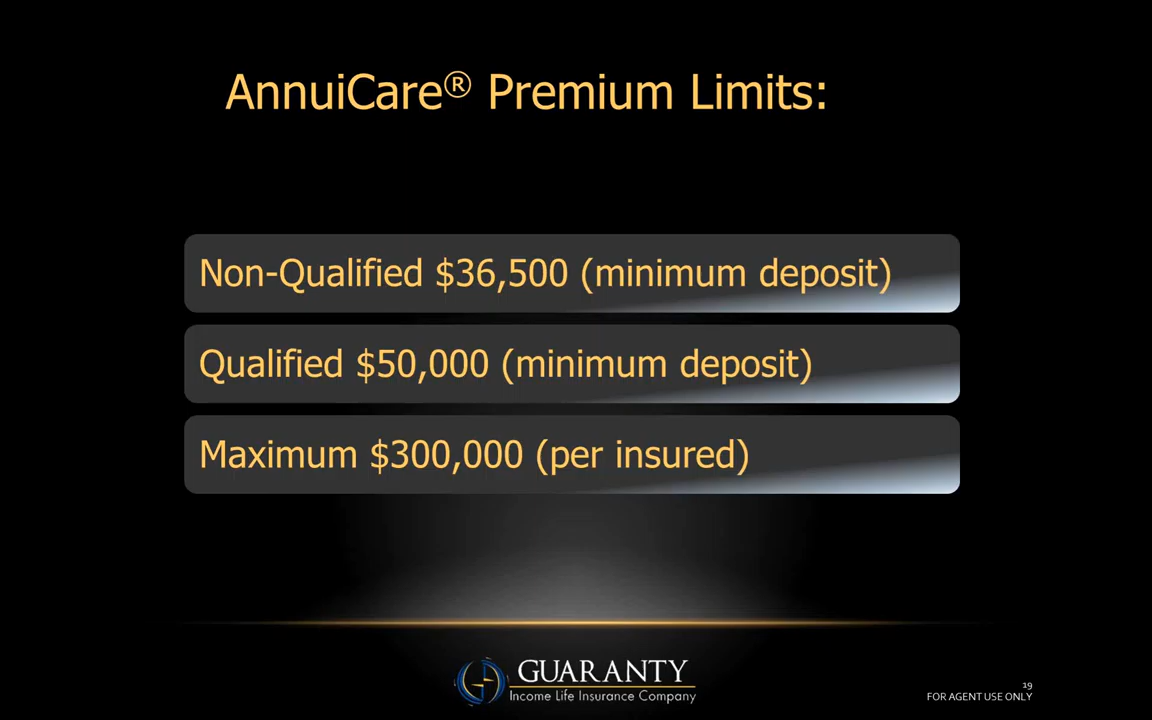 AnnuiCare® Premium Limits:
Non-Qualified $36,500 (minimum deposit)
Qualified $50,000 (minimum deposit)
Maximum $300,000 (per insured)
GUARANTY
Income Life Insurance Company
19
FOR AGENT USE ONLY